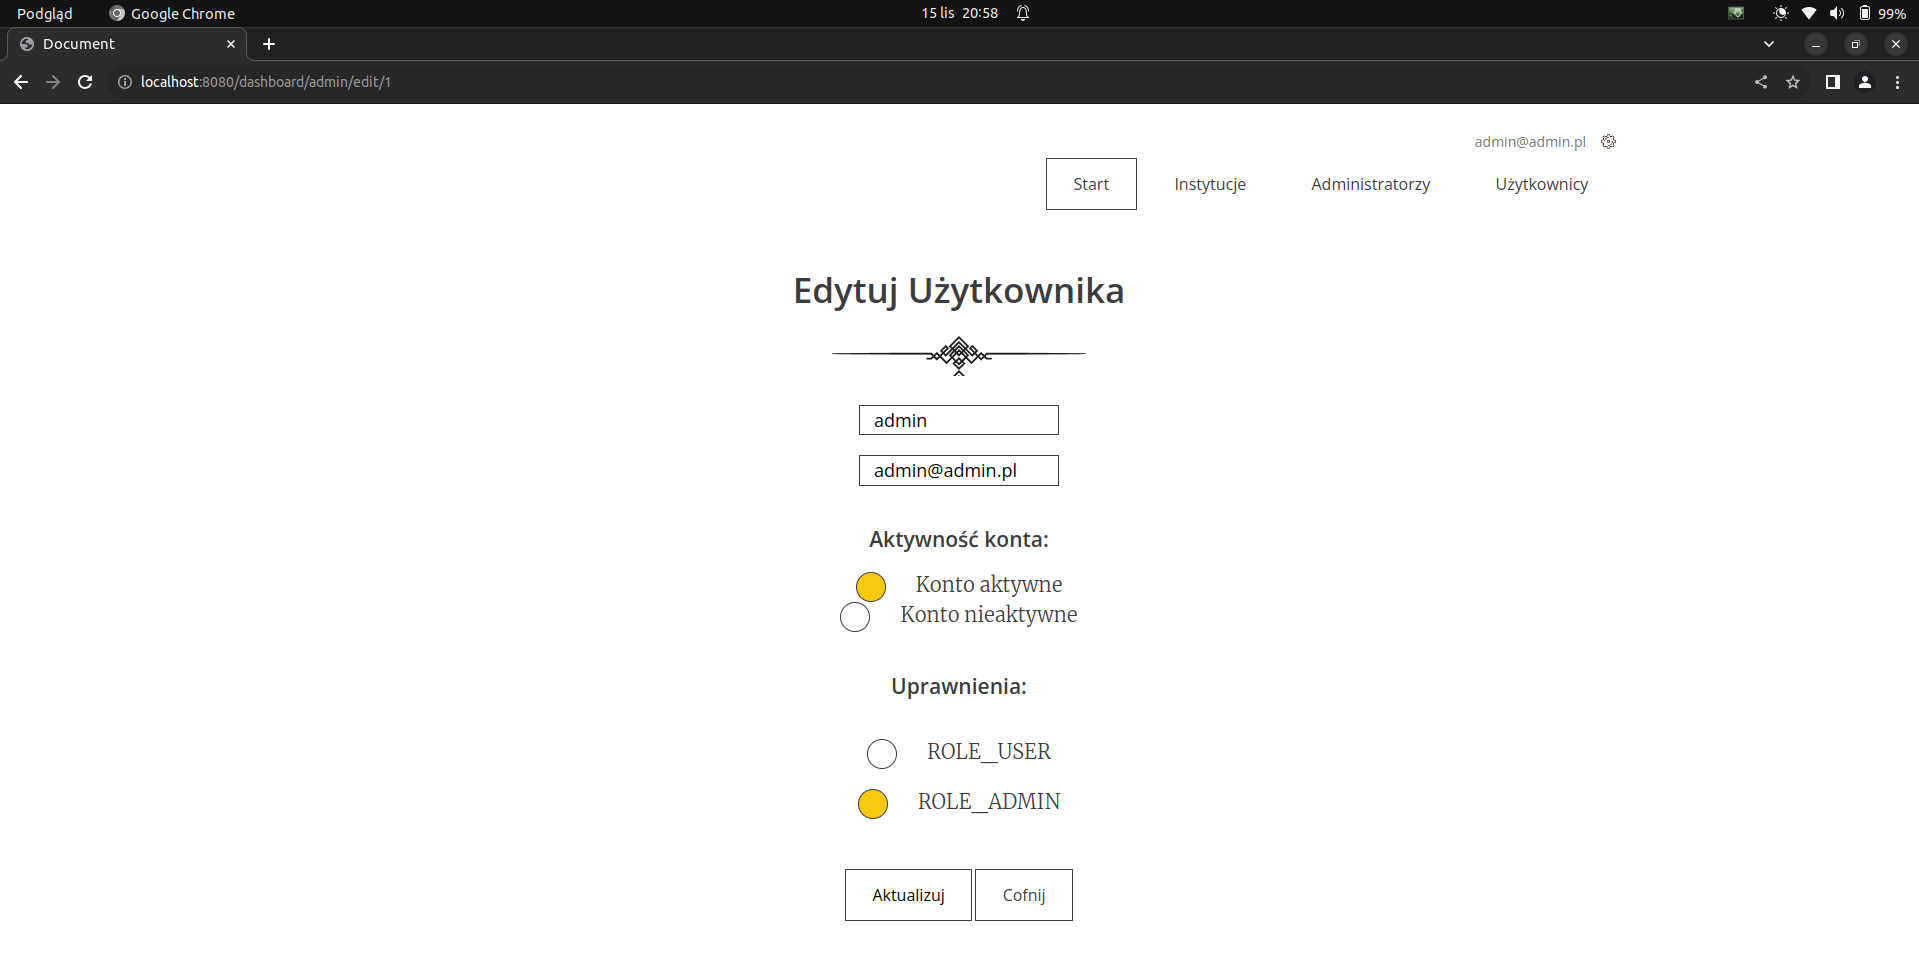 Podgląd Google Chrome 15 lis 20:58 99%
Document
localhost:8080/dashboard/admin/edit/1
admin@admin.pl
Start Instytucje Administratorzy Użytkownicy
Edytuj Użytkownika
admin
admin@admin.pl
Aktywność konta:
Konto aktywne
Konto nieaktywne
Uprawnienia:
ROLE_USER
ROLE_ADMIN
Aktualizuj Cofnij